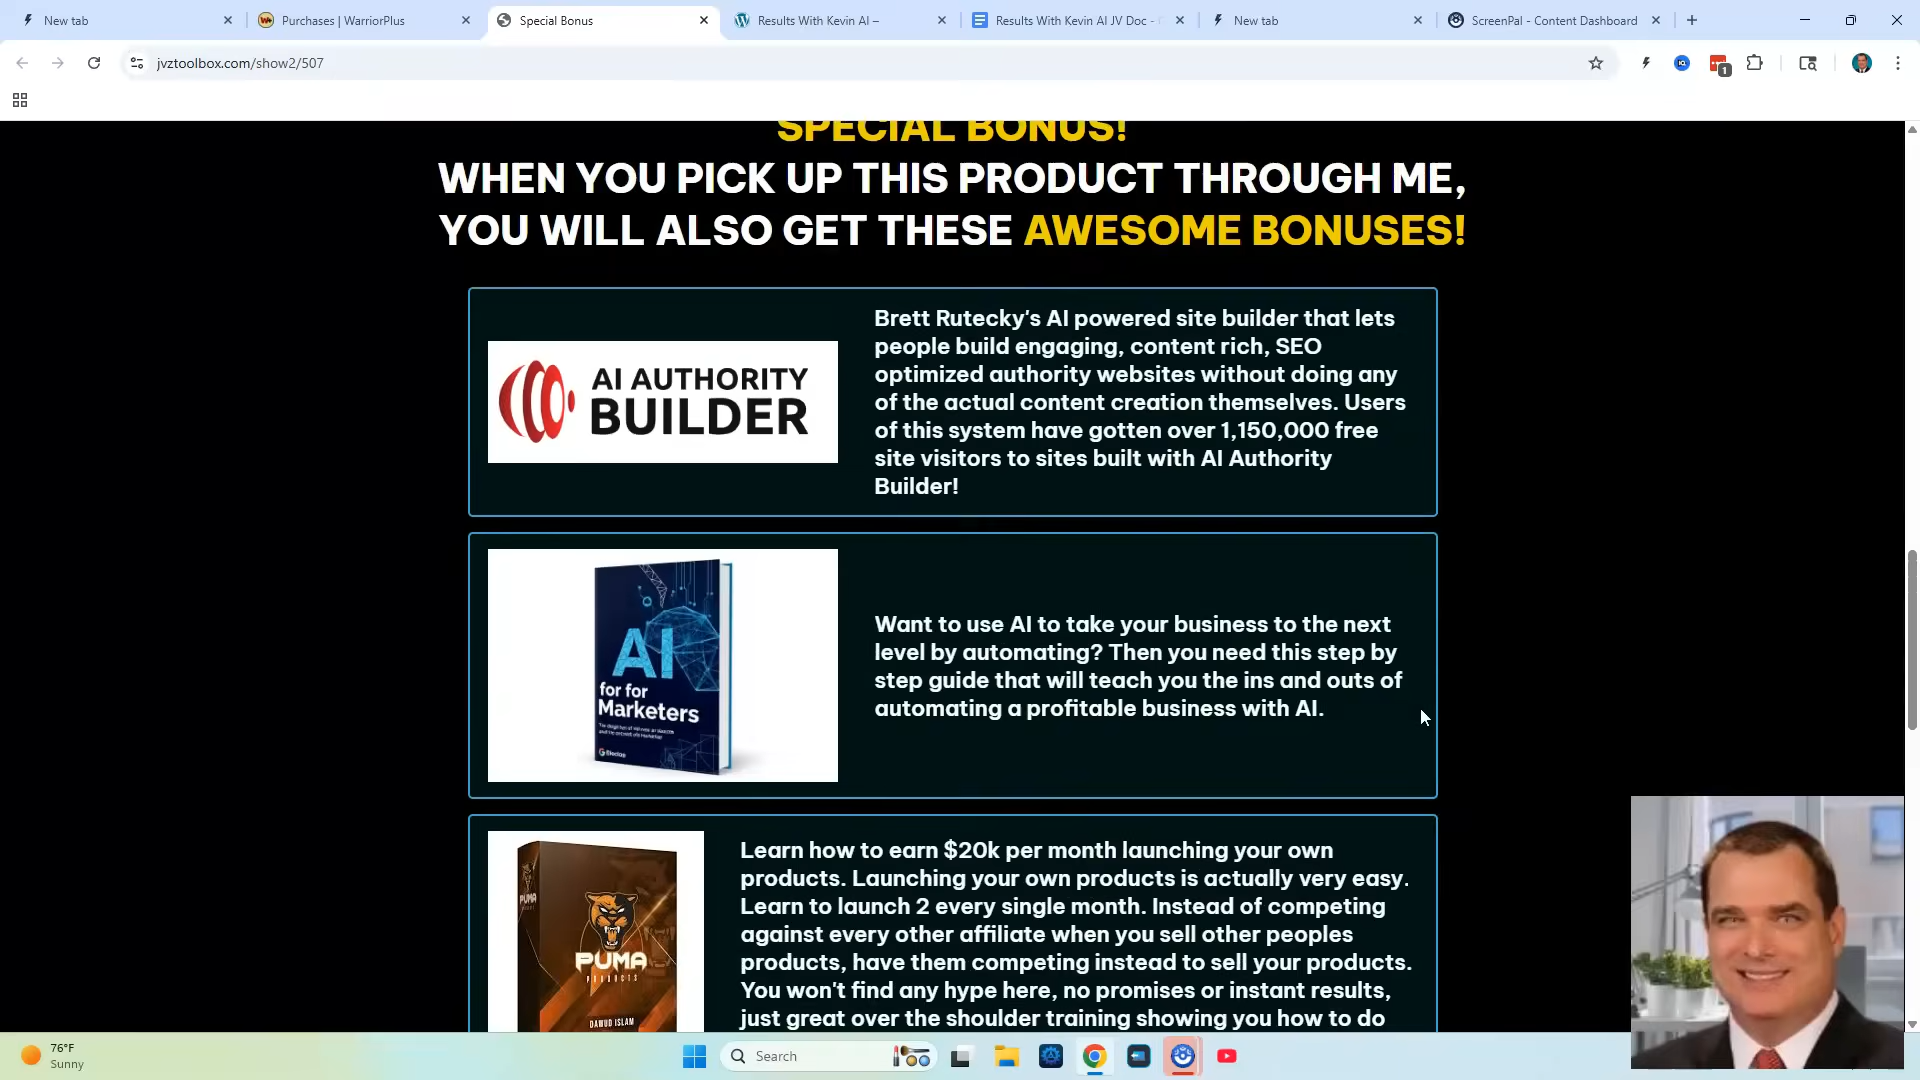 New tab
Purchases | WarriorPlus
Special Bonus
Results With Kevin AI –
Results With Kevin AI JV Doc -
New tab
ScreenPal - Content Dashboard
jvztoolbox.com/show2/507
1
SPECIAL BONUS!
WHEN YOU PICK UP THIS PRODUCT THROUGH ME,
YOU WILL ALSO GET THESE AWESOME BONUSES!
AI AUTHORITY
BUILDER
Brett Rutecky's AI powered site builder that lets
people build engaging, content rich, SEO
optimized authority websites without doing any
of the actual content creation themselves. Users
of this system have gotten over 1,150,000 free
site visitors to sites built with AI Authority
Builder!
AI
for for
Marketers
Want to use AI to take your business to the next
level by automating? Then you need this step by
step guide that will teach you the ins and outs of
automating a profitable business with AI.
PUMA
PUMA
PRODUCTS
DAWUD ISLAM
Learn how to earn $20k per month launching your own
products. Launching your own products is actually very easy.
Learn to launch 2 every single month. Instead of competing
against every other affiliate when you sell other peoples
products, have them competing instead to sell your products.
You won't find any hype here, no promises or instant results,
just great over the shoulder training showing you how to do
76°F
Sunny
Search